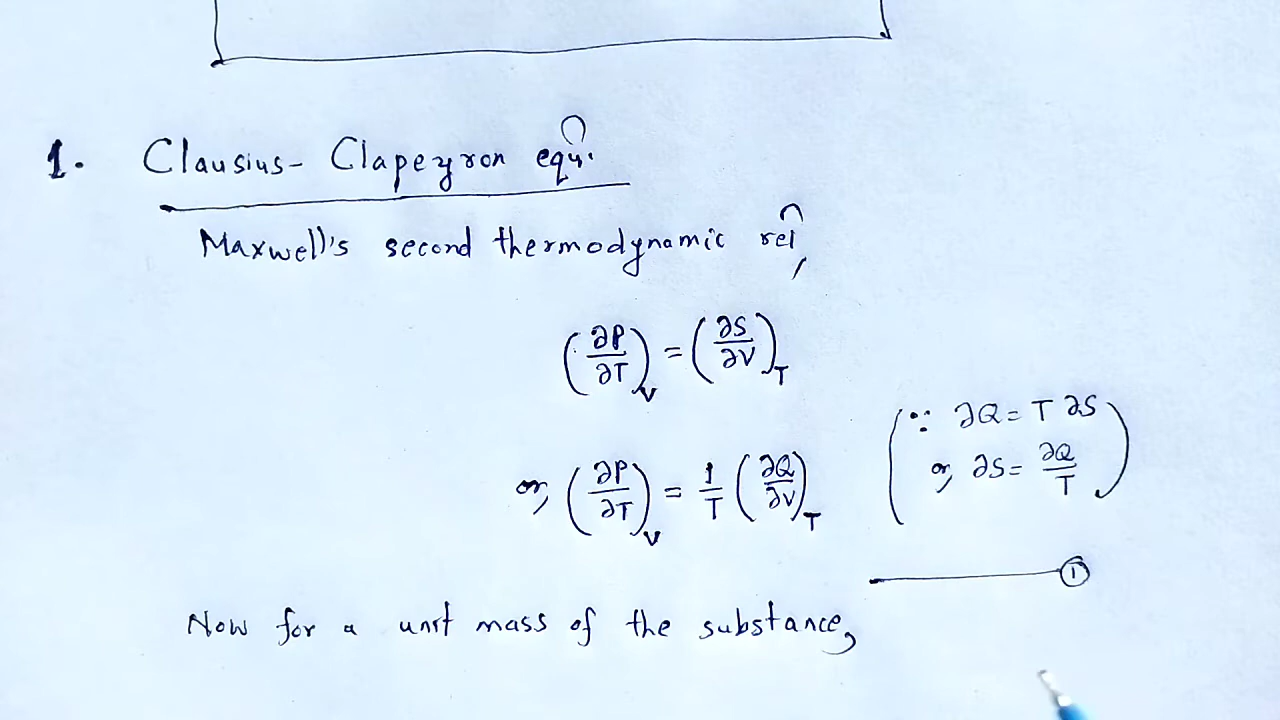 1. Clausius- Clapeyron eqn.
Maxwell's second thermodynamic reln,
(∂P/∂T)_V = (∂S/∂V)_T
or, (∂P/∂T)_V = 1/T (∂Q/∂V)_T
(∵ ∂Q = T ∂S
or, ∂S = ∂Q/T)
①
Now for a unit mass of the substance,